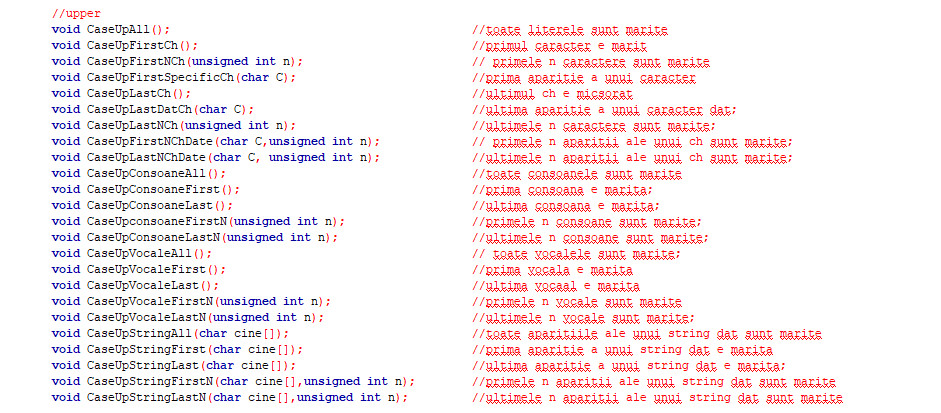 //upper
void CaseUpAll(); //toate literele sunt marite
void CaseUpFirstCh(); //primul caracter e marit
void CaseUpFirstNCh(unsigned int n); // primele n caractere sunt marite
void CaseUpFirstSpecificCh(char C); //prima aparitie a unui caracter
void CaseUpLastCh(); //ultimul ch e micsorat
void CaseUpLastDatCh(char C); //ultima aparitie a unui caracter dat;
void CaseUpLastNCh(unsigned int n); //ultimele n caractere sunt marite;
void CaseUpFirstNChDate(char C,unsigned int n); // primele n aparitii ale unui ch sunt marite;
void CaseUpLastNChDate(char C, unsigned int n); //ultimele n aparitii ale unui ch sunt marite;
void CaseUpConsoaneAll(); //toate consoanele sunt marite
void CaseUpConsoaneFirst(); //prima consoana e marita;
void CaseUpConsoaneLast(); //ultima consoana e marita;
void CaseUpconsoaneFirstN(unsigned int n); //primele n consoane sunt marite;
void CaseUpConsoaneLastN(unsigned int n); //ultimele n consoane sunt marite;
void CaseUpVocaleAll(); // toate vocalele sunt marite;
void CaseUpVocaleFirst(); //prima vocala e marita
void CaseUpVocaleLast(); //ultima vocaal e marita
void CaseUpVocaleFirstN(unsigned int n); //primele n vocale sunt marite
void CaseUpVocaleLastN(unsigned int n); //ultimele n vocale sunt marite;
void CaseUpStringAll(char cine[]); //toate aparitiile ale unui string dat sunt marite
void CaseUpStringFirst(char cine[]); //prima aparitie a unui string dat e marita
void CaseUpStringLast(char cine[]); //ultima aparitie a unui string dat e marita;
void CaseUpStringFirstN(char cine[],unsigned int n); //primele n aparitii ale unui string dat sunt marite
void CaseUpStringLastN(char cine[],unsigned int n); //ultimele n aparitii ale unui string dat sunt marite